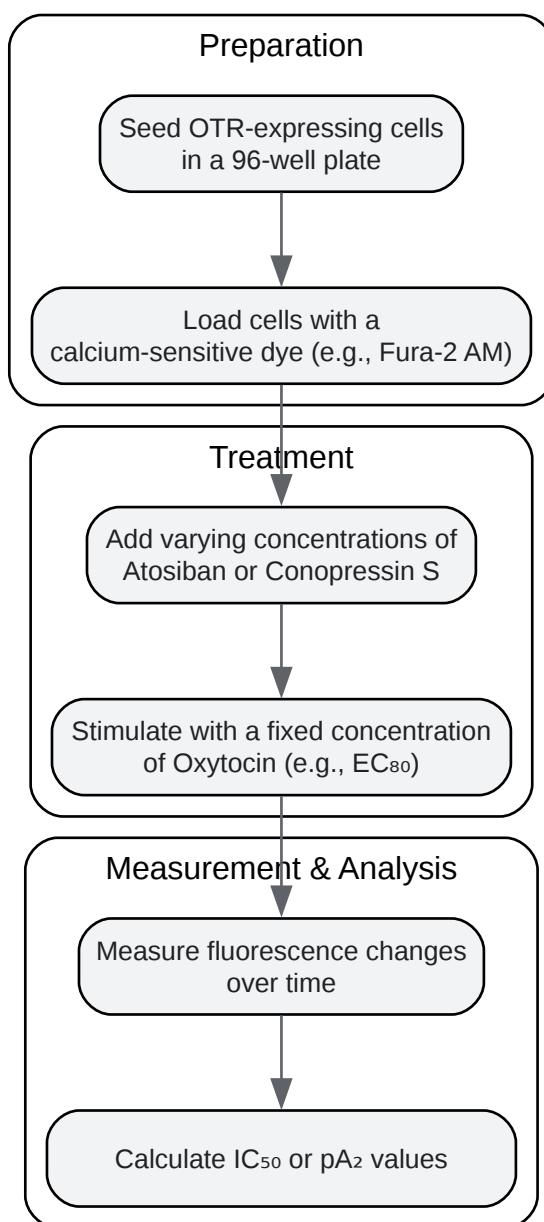 Preparation
Seed OTR-expressing cells
in a 96-well plate
Load cells with a
calcium-sensitive dye (e.g., Fura-2 AM)
Treatment
Add varying concentrations of
Atosiban or Conopressin S
Stimulate with a fixed concentration
of Oxytocin (e.g., EC₈₀)
Measurement & Analysis
Measure fluorescence changes
over time
Calculate IC₅₀ or pA₂ values